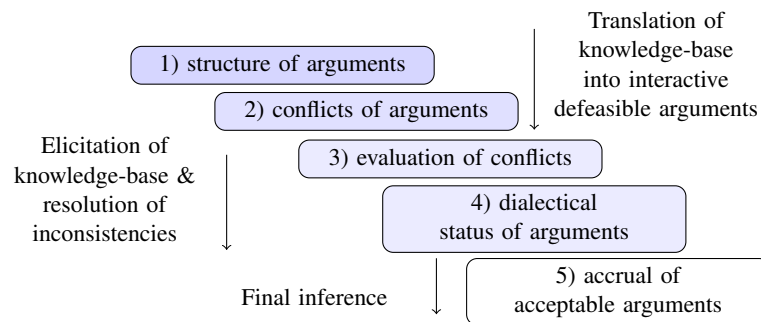 Translation of
knowledge-base
into interactive
defeasible arguments
1) structure of arguments
2) conflicts of arguments
3) evaluation of conflicts
Elicitation of
knowledge-base &
resolution of
inconsistencies
4) dialectical
status of arguments
5) accrual of
acceptable arguments
Final inference